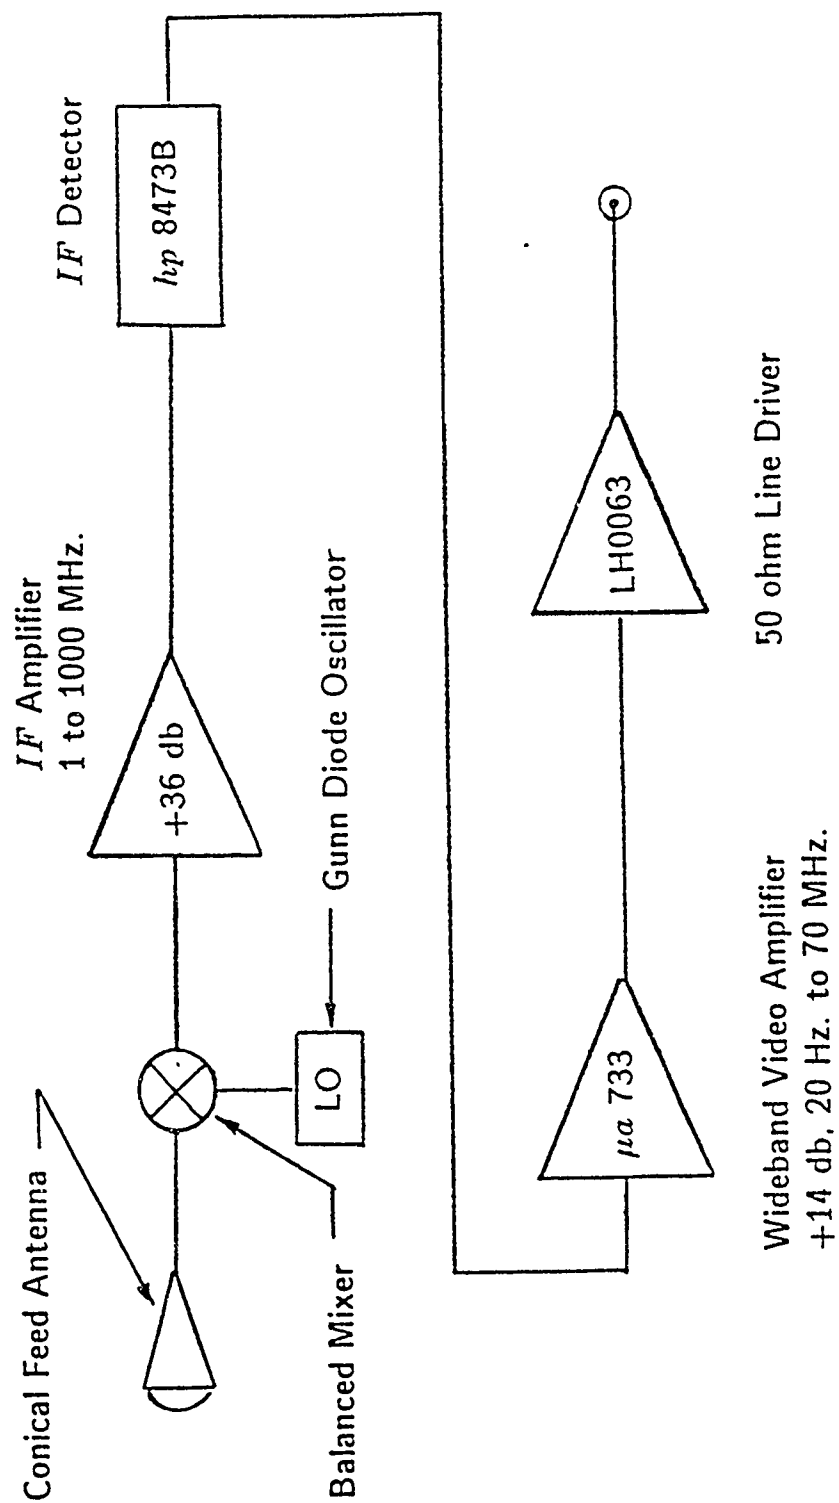 Conical Feed Antenna
IF Amplifier
1 to 1000 MHz.
IF Detector
+36 db
hp 8473B
LO
Gunn Diode Oscillator
Balanced Mixer
μa 733
LH0063
Wideband Video Amplifier
+14 db, 20 Hz. to 70 MHz.
50 ohm Line Driver